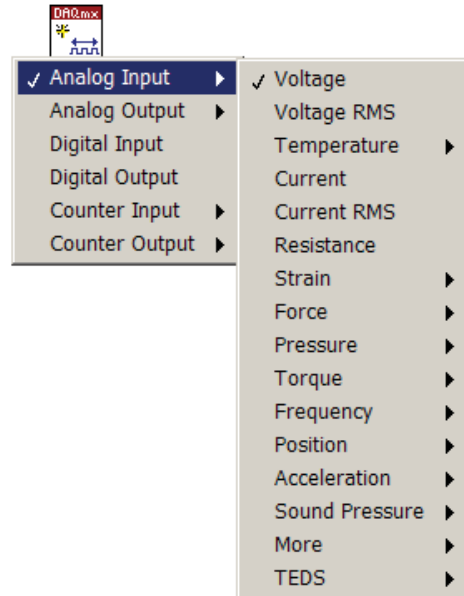 DAQmx
Analog Input
Analog Output
Digital Input
Digital Output
Counter Input
Counter Output
Voltage
Voltage RMS
Temperature
Current
Current RMS
Resistance
Strain
Force
Pressure
Torque
Frequency
Position
Acceleration
Sound Pressure
More
TEDS